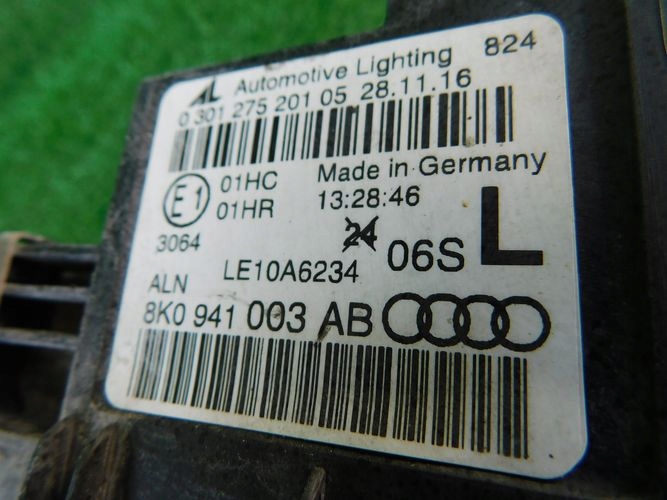 AL Automotive Lighting 824
0 301 275 201 05 28.11.16
E1 01HC Made in Germany
01HR 13:28:46
3064 24 06S L
ALN LE10A6234
8K0 941 003 AB